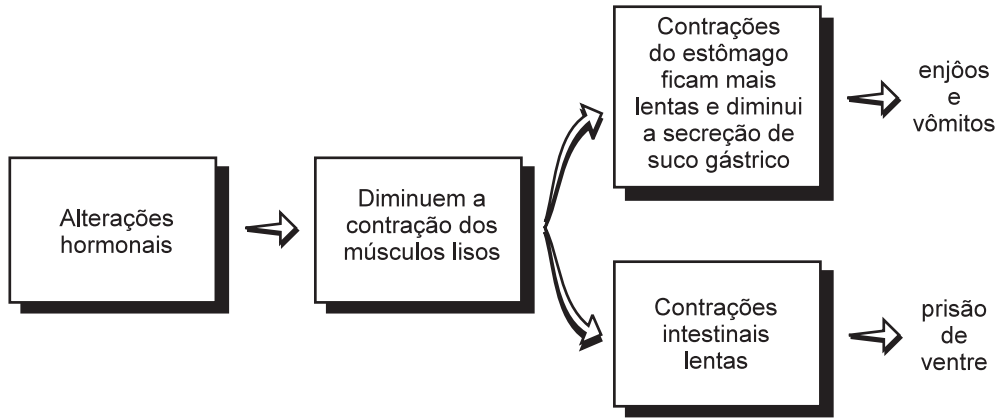 Alterações
hormonais
Diminuem a
contração dos
músculos lisos
Contrações
do estômago
ficam mais
lentas e diminui
a secreção de
suco gástrico
enjôos
e
vômitos
Contrações
intestinais
lentas
prisão
de
ventre